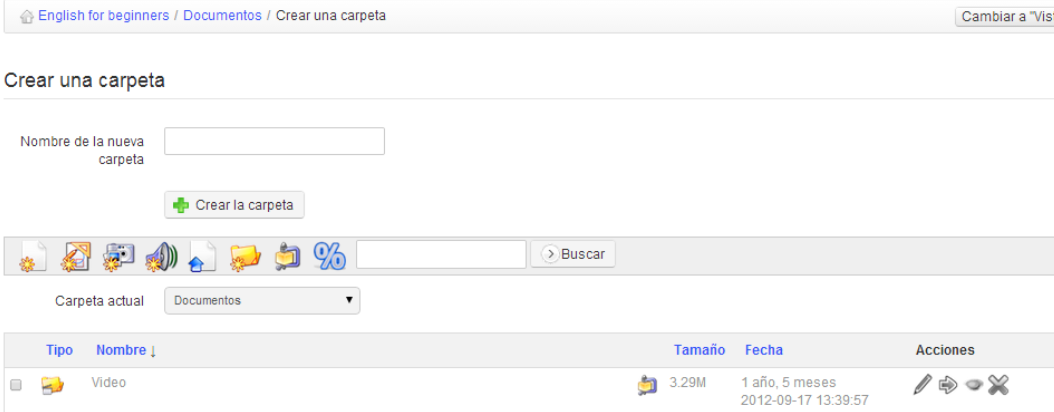 English for beginners / Documentos / Crear una carpeta
Cambiar a "Vis
Crear una carpeta
Nombre de la nueva
carpeta
Crear la carpeta
% Buscar
Carpeta actual Documentos
Tipo Nombre ↓ Tamaño Fecha Acciones
Video 3.29M 1 año, 5 meses
2012-09-17 13:39:57